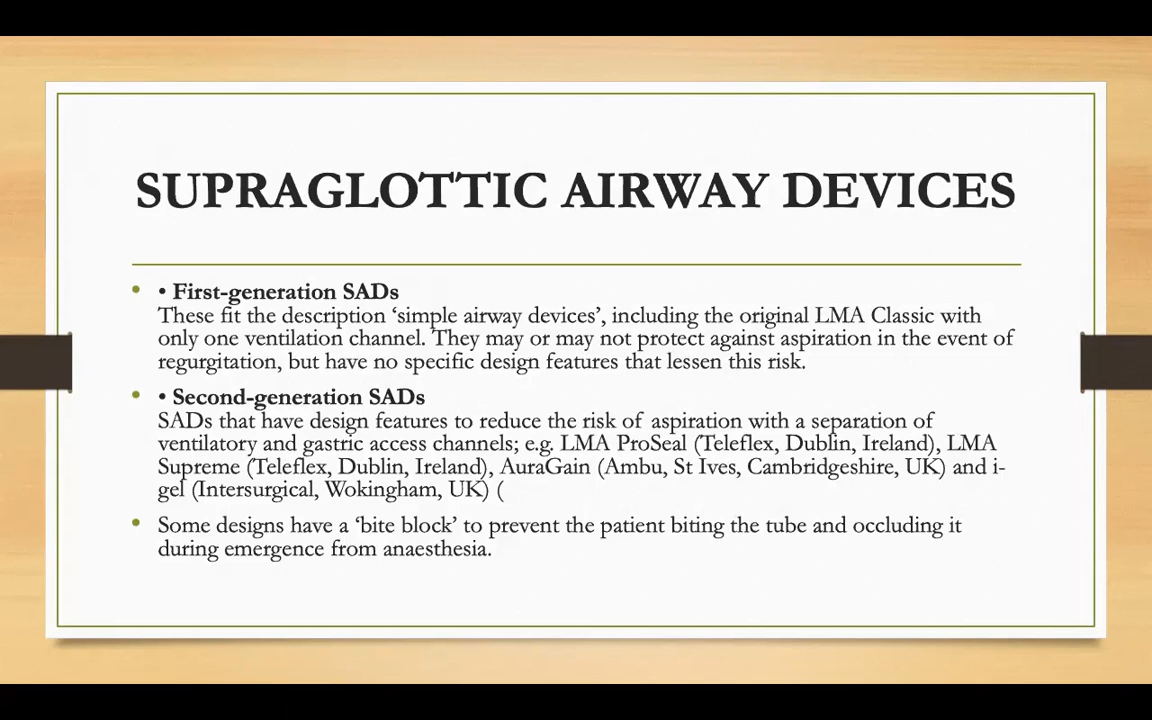 SUPRAGLOTTIC AIRWAY DEVICES
• • First-generation SADs
These fit the description ‘simple airway devices’, including the original LMA Classic with
only one ventilation channel. They may or may not protect against aspiration in the event of
regurgitation, but have no specific design features that lessen this risk.
• • Second-generation SADs
SADs that have design features to reduce the risk of aspiration with a separation of
ventilatory and gastric access channels; e.g. LMA ProSeal (Teleflex, Dublin, Ireland), LMA
Supreme (Teleflex, Dublin, Ireland), AuraGain (Ambu, St Ives, Cambridgeshire, UK) and i-
gel (Intersurgical, Wokingham, UK) (
• Some designs have a ‘bite block’ to prevent the patient biting the tube and occluding it
during emergence from anaesthesia.